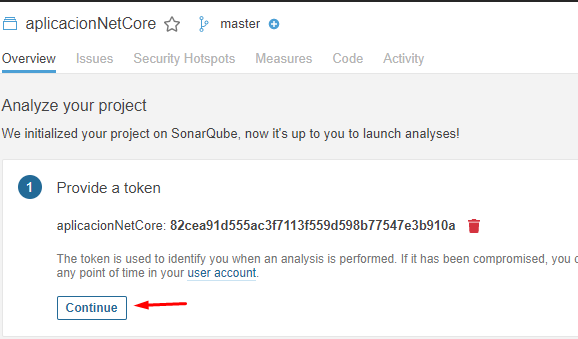 aplicacionNetCore master
Overview Issues Security Hotspots Measures Code Activity
Analyze your project
We initialized your project on SonarQube, now it's up to you to launch analyses!
1 Provide a token
aplicacionNetCore: 82cea91d555ac3f7113f559d598b77547e3b910a
The token is used to identify you when an analysis is performed. If it has been compromised, you
any point of time in your user account.
Continue